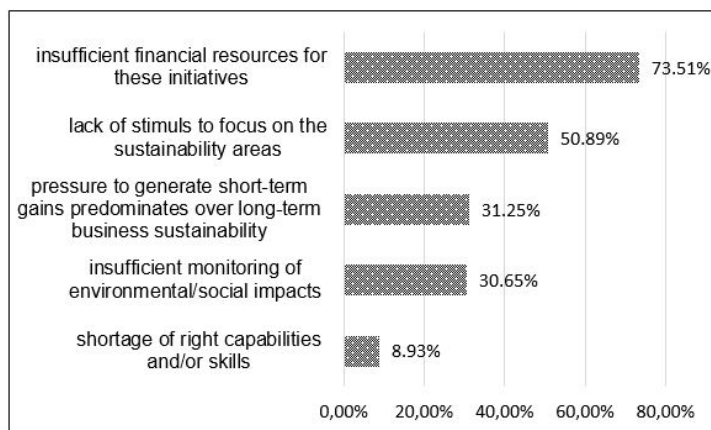 insufficient financial resources for
these initiatives
73.51%
lack of stimuls to focus on the
sustainability areas
50.89%
pressure to generate short-term
gains predominates over long-term
business sustainability
31.25%
insufficient monitoring of
environmental/social impacts
30.65%
shortage of right capabilities
and/or skills
8.93%
0,00% 20,00% 40,00% 60,00% 80,00%